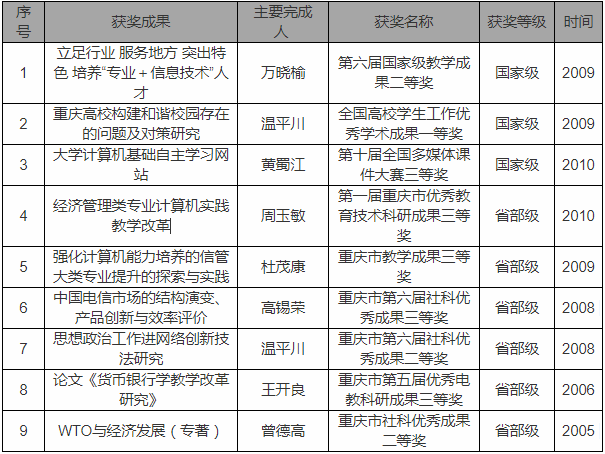 序号 获奖成果 主要完成人 获奖名称 获奖等级 时间
1 立足行业 服务地方 突出特色 培养“专业＋信息技术”人才 万晓榆 第六届国家级教学成果二等奖 国家级 2009
2 重庆高校构建和谐校园存在的问题及对策研究 温平川 全国高校学生工作优秀学术成果一等奖 国家级 2009
3 大学计算机基础自主学习网站 黄蜀江 第十届全国多媒体课件大赛三等奖 国家级 2010
4 经济管理类专业计算机实践教学改革 周玉敏 第一届重庆市优秀教育技术科研成果三等奖 省部级 2010
5 强化计算机能力培养的信管大类专业提升的探索与实践 杜茂康 重庆市教学成果三等奖 省部级 2009
6 中国电信市场的结构演变、产品创新与效率评价 高锡荣 重庆市第六届社科优秀成果三等奖 省部级 2008
7 思想政治工作进网络创新技法研究 温平川 重庆市第六届社科优秀成果二等奖 省部级 2008
8 论文《货币银行学教学改革研究》 王开良 重庆市第五届优秀电教科研成果三等奖 省部级 2006
9 WTO与经济发展（专著） 曾德高 重庆市社科优秀成果二等奖 省部级 2005